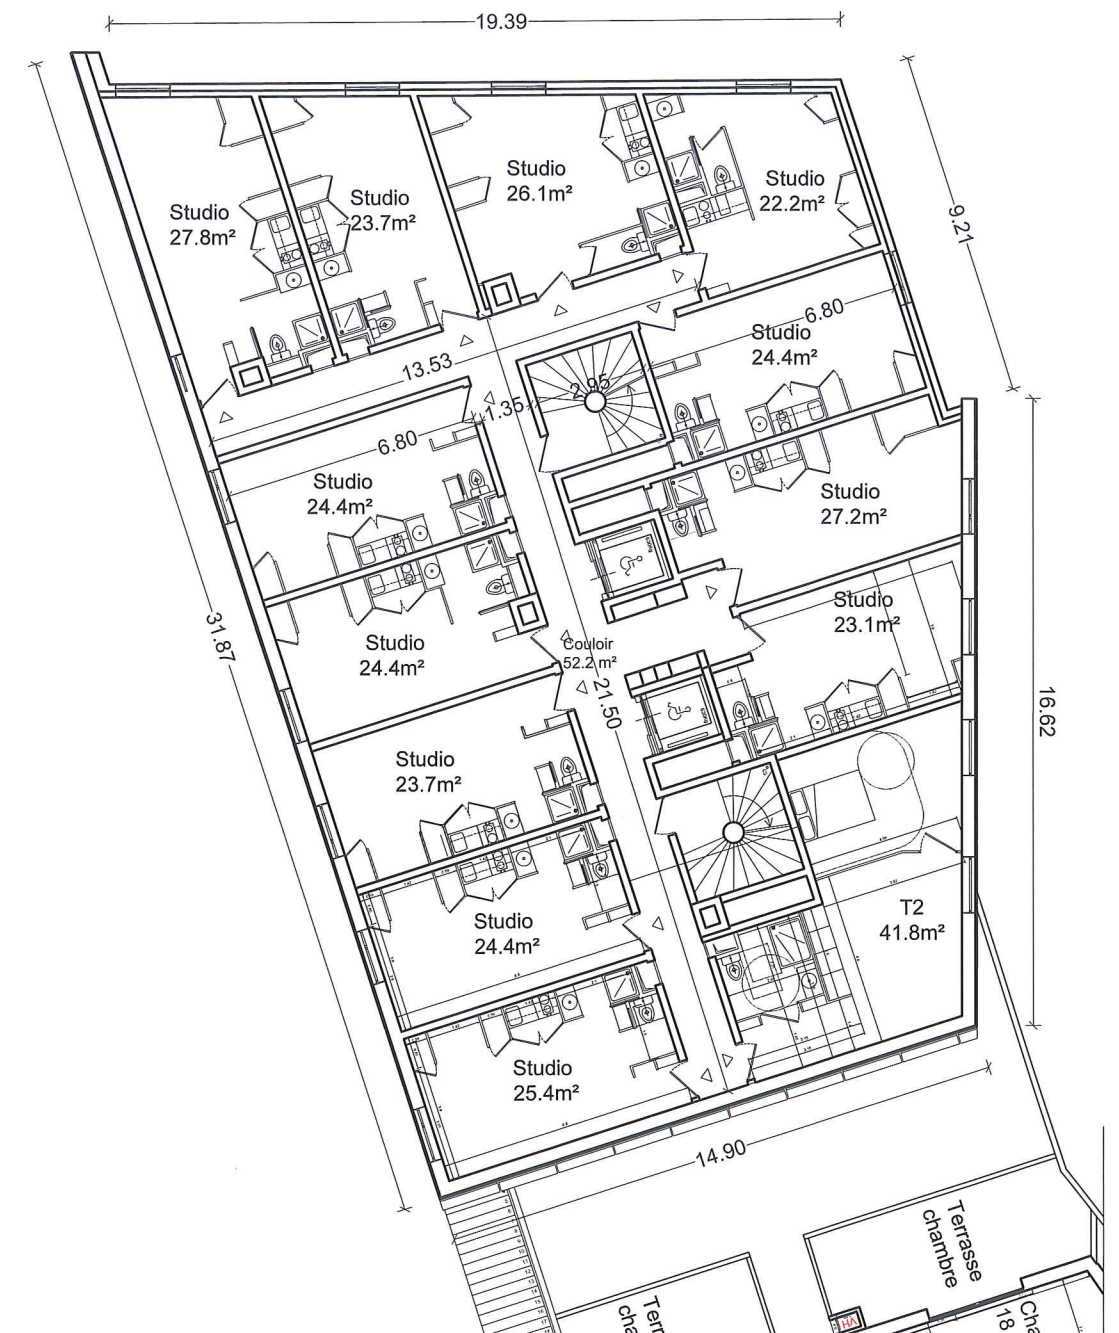 19.39
Studio
27.8m²
Studio
23.7m²
Studio
26.1m²
Studio
22.2m²
9.21
13.53
6.80
Studio
24.4m²
2.95
1.35
6.80
Studio
24.4m²
Studio
27.2m²
31.87
Studio
24.4m²
Couloir
52.2 m²
Studio
23.1m²
21.50
16.62
Studio
23.7m²
Studio
24.4m²
T2
41.8m²
Studio
25.4m²
14.90
Terrasse
chambre
VH
18